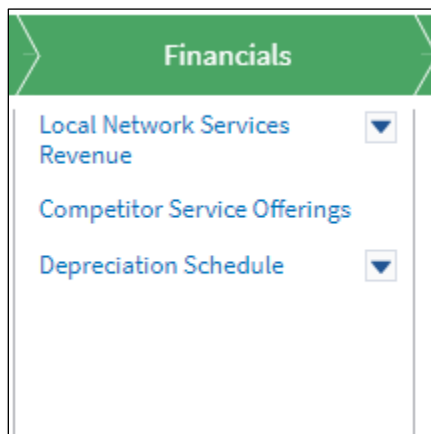 Financials
Local Network Services
Revenue
Competitor Service Offerings
Depreciation Schedule